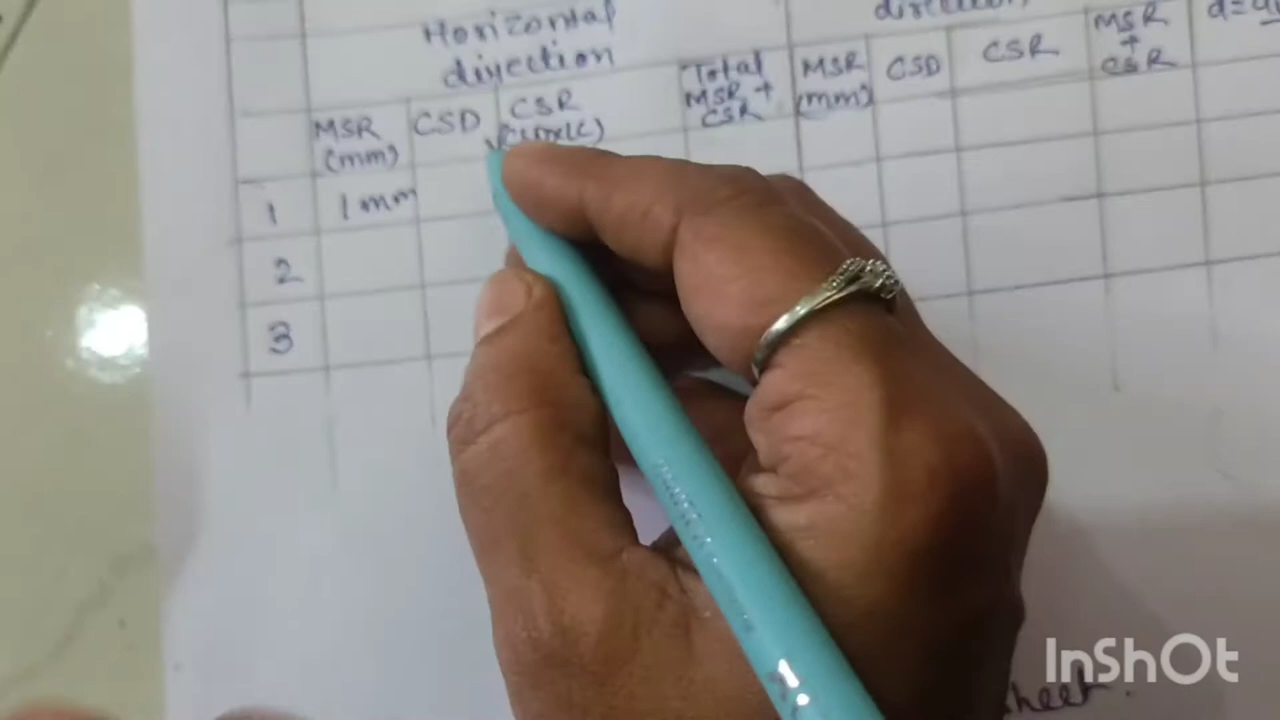 Horizontal
diyection
direction
MSR
(mm)
CSD
CSR
Total
MSR +
CSR
MSR
(mm)
CSD
CSR
MSR
+
CSR
1
1 mm
2
3
InShOt